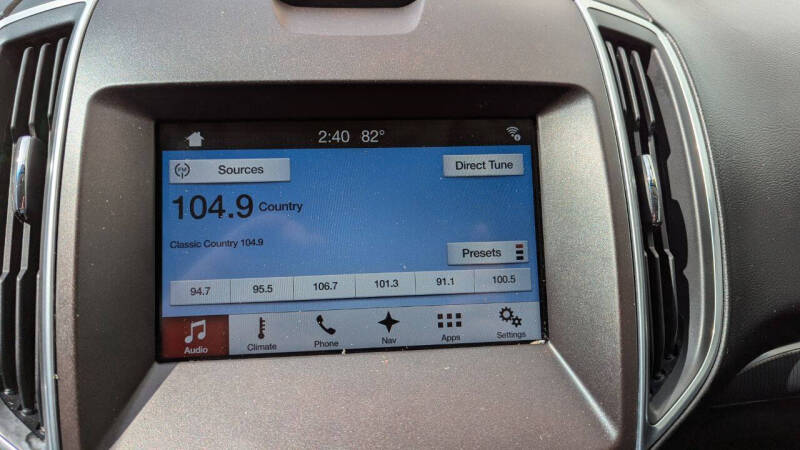 2:40 82°
FM Sources
Direct Tune
104.9 Country
Classic Country 104.9
Presets
94.7 95.5 106.7 101.3 91.1 100.5
Audio Climate Phone Nav Apps Settings